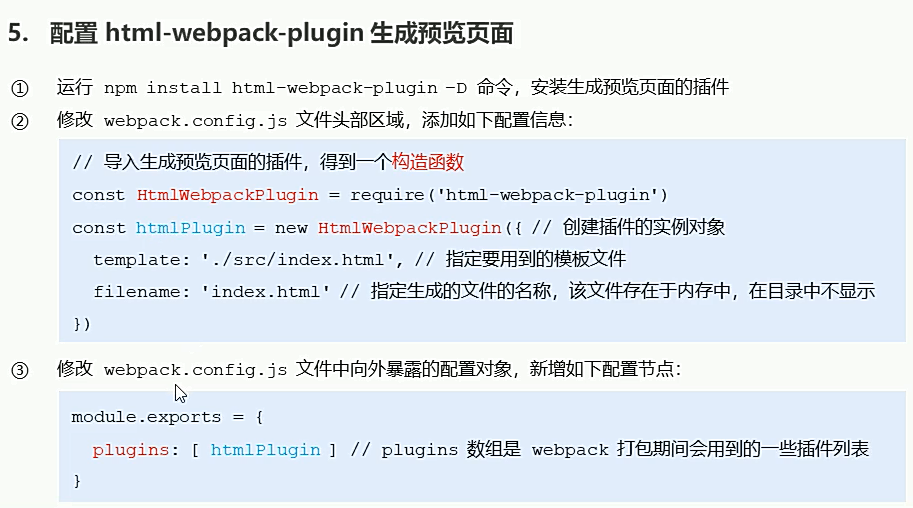 5. 配置 html-webpack-plugin 生成预览页面
① 运行 npm install html-webpack-plugin -D 命令，安装生成预览页面的插件
② 修改 webpack.config.js 文件头部区域，添加如下配置信息：
// 导入生成预览页面的插件，得到一个构造函数
const HtmlWebpackPlugin = require('html-webpack-plugin')
const htmlPlugin = new HtmlWebpackPlugin({ // 创建插件的实例对象
template: './src/index.html', // 指定要用到的模板文件
filename: 'index.html' // 指定生成的文件的名称，该文件存在于内存中，在目录中不显示
})
③ 修改 webpack.config.js 文件中向外暴露的配置对象，新增如下配置节点：
module.exports = {
plugins: [ htmlPlugin ] // plugins 数组是 webpack 打包期间会用到的一些插件列表
}